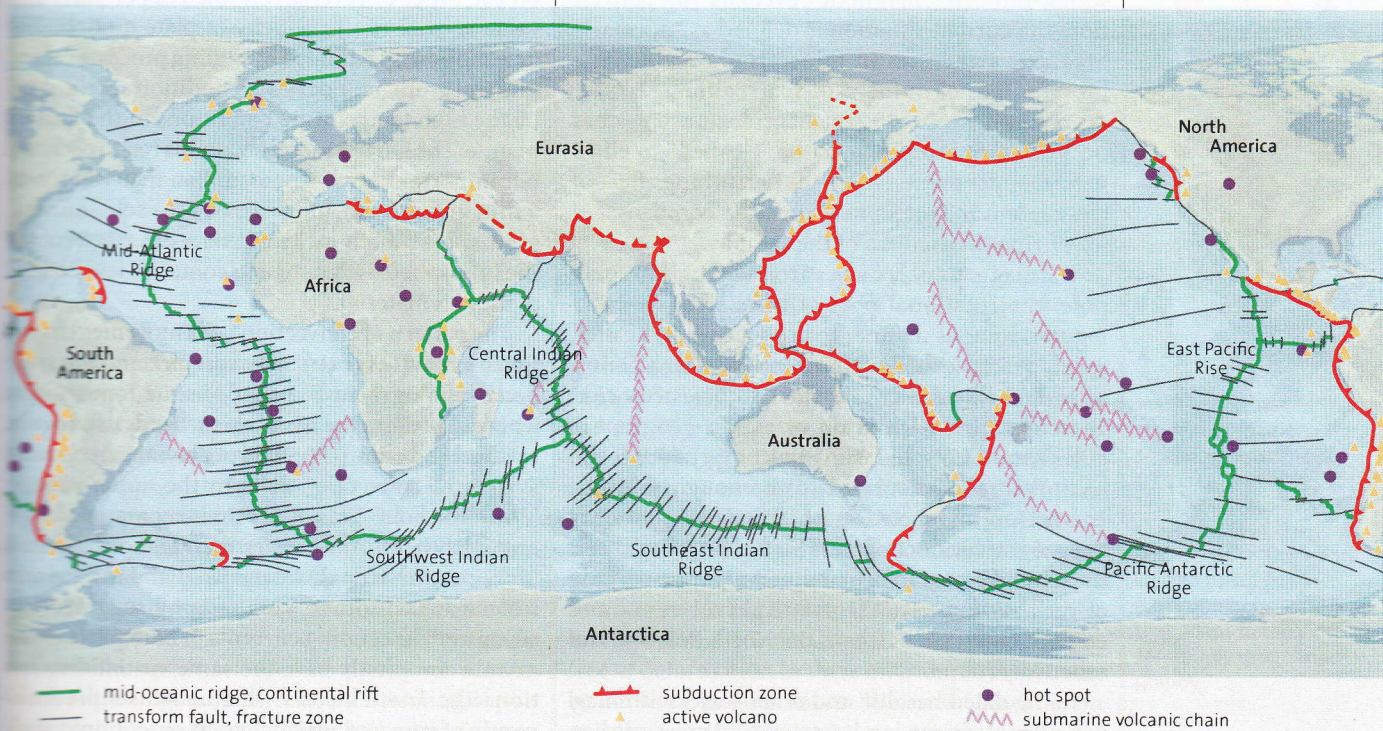 Eurasia
North
America
Mid-Atlantic
Ridge
Africa
South
America
Central Indian
Ridge
East Pacific
Rise
Australia
Southwest Indian
Ridge
Southeast Indian
Ridge
Pacific Antarctic
Ridge
Antarctica
mid-oceanic ridge, continental rift
transform fault, fracture zone
subduction zone
active volcano
hot spot
submarine volcanic chain